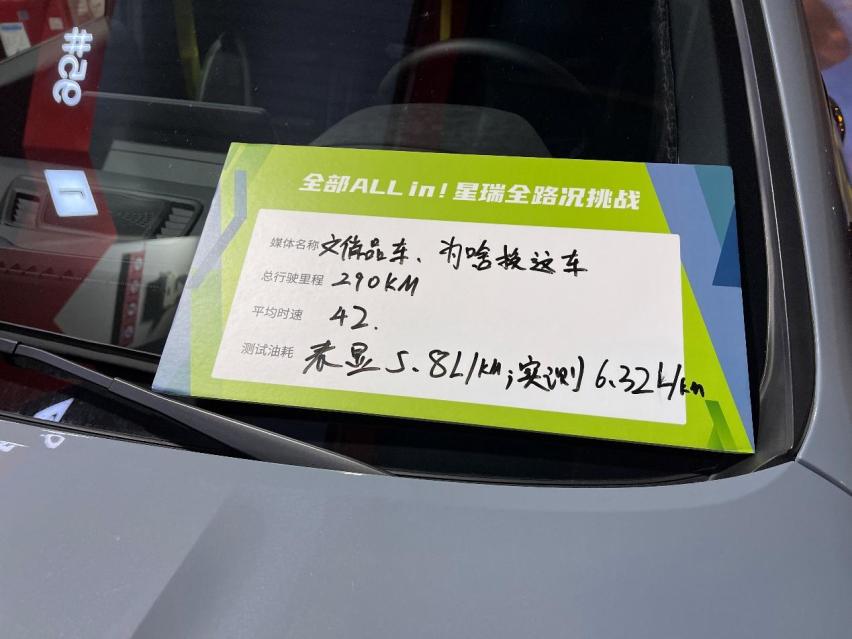 全部ALL in！星瑞全路况挑战
媒体名称 文俏品车、为啥换这车
总行驶里程 290KM
平均时速 42.
测试油耗 表显 5.8L/km；实测 6.32L/km